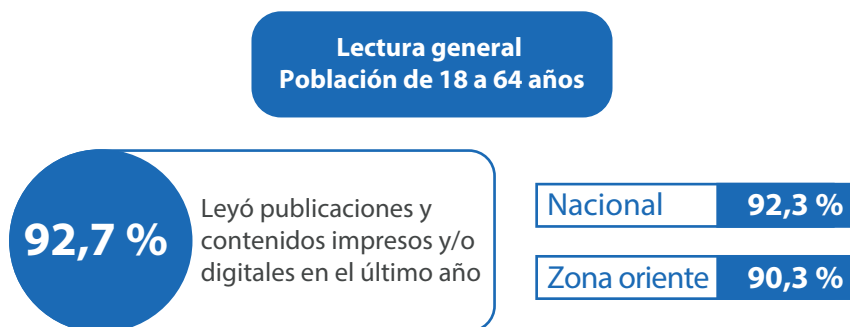 Lectura general
Población de 18 a 64 años
92,7 %
Leyó publicaciones y
contenidos impresos y/o
digitales en el último año
Nacional 92,3 %
Zona oriente 90,3 %